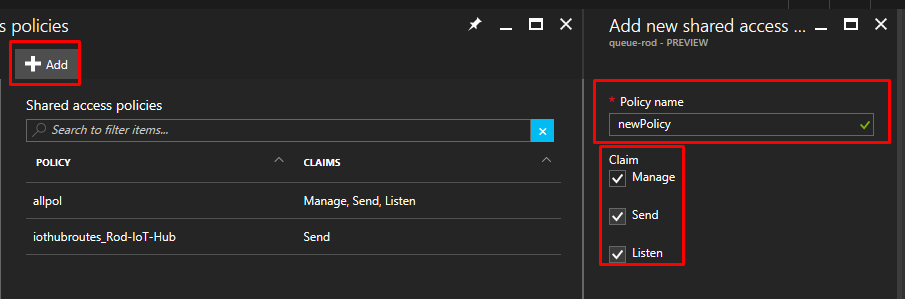 s policies
Add
Shared access policies
Search to filter items...
POLICY CLAIMS
allpol Manage, Send, Listen
iothubroutes_Rod-IoT-Hub Send
Add new shared access ...
queue-rod - PREVIEW
* Policy name
newPolicy
Claim
Manage
Send
Listen